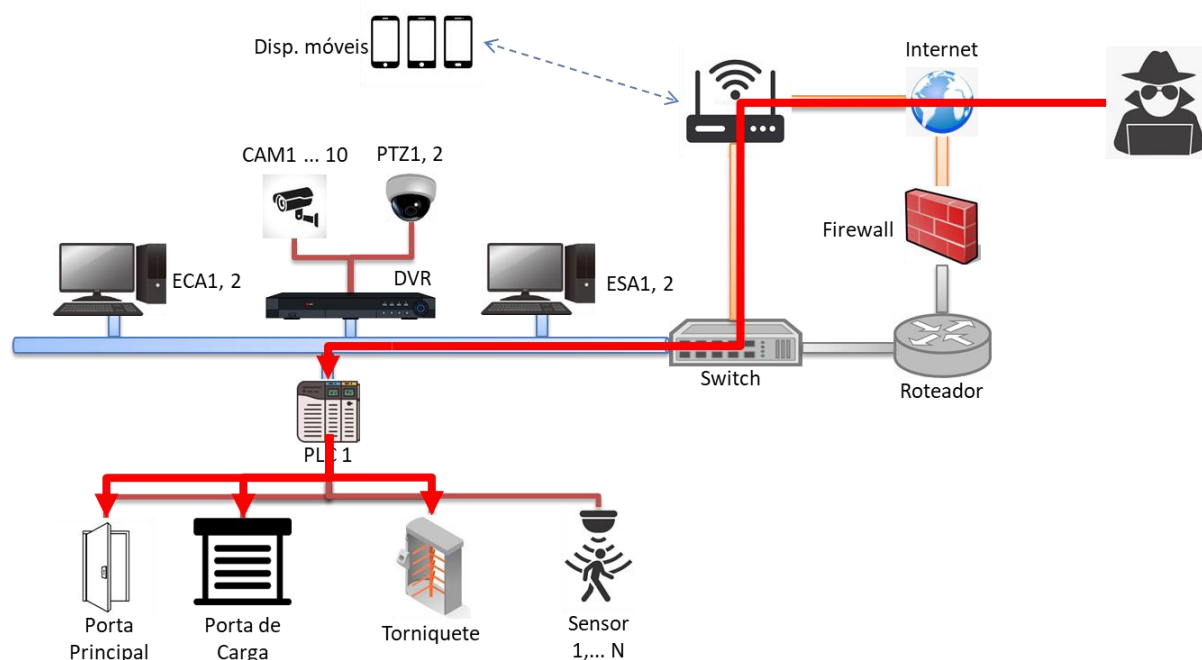 Disp. móveis
Internet
CAM1 ... 10
PTZ1, 2
Firewall
ECA1, 2
DVR
ESA1, 2
Switch
Roteador
PLC 1
Porta
Principal
Porta de
Carga
Torniquete
Sensor
1,... N